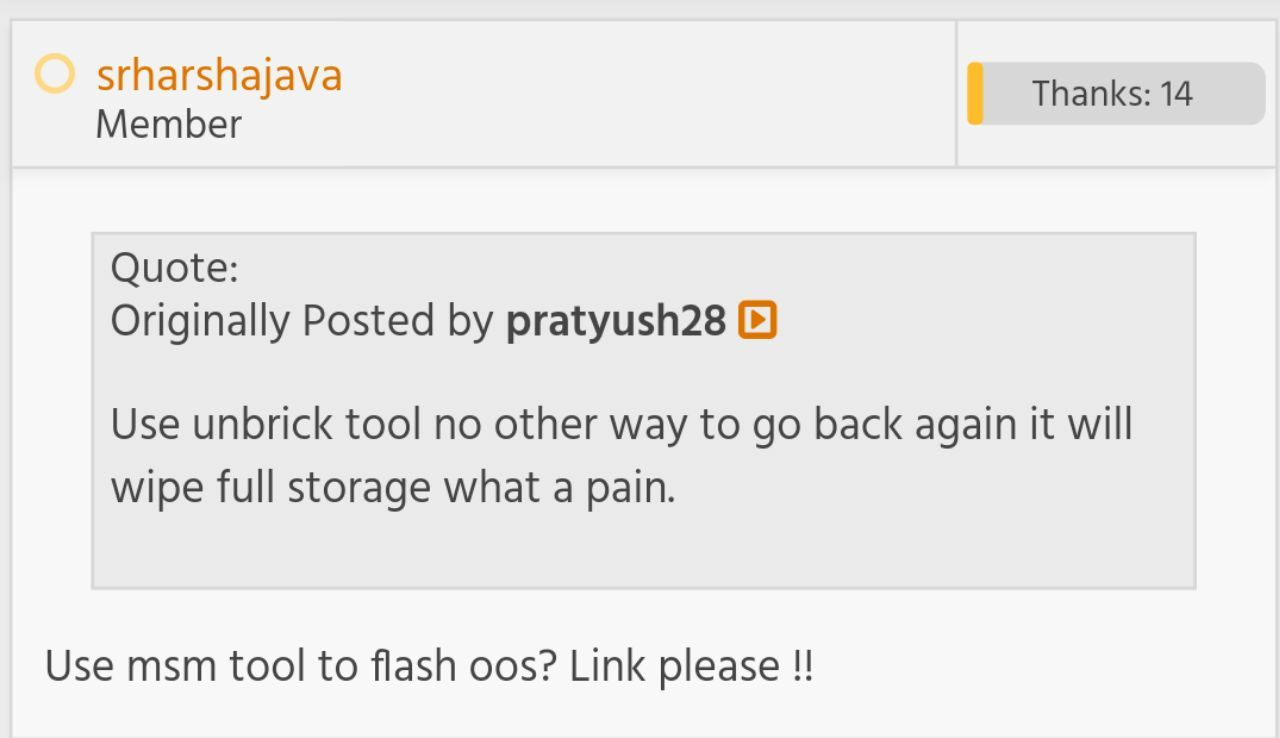 srharshajava
Member
Thanks: 14
Quote:
Originally Posted by pratyush28
Use unbrick tool no other way to go back again it will
wipe full storage what a pain.
Use msm tool to flash oos? Link please !!